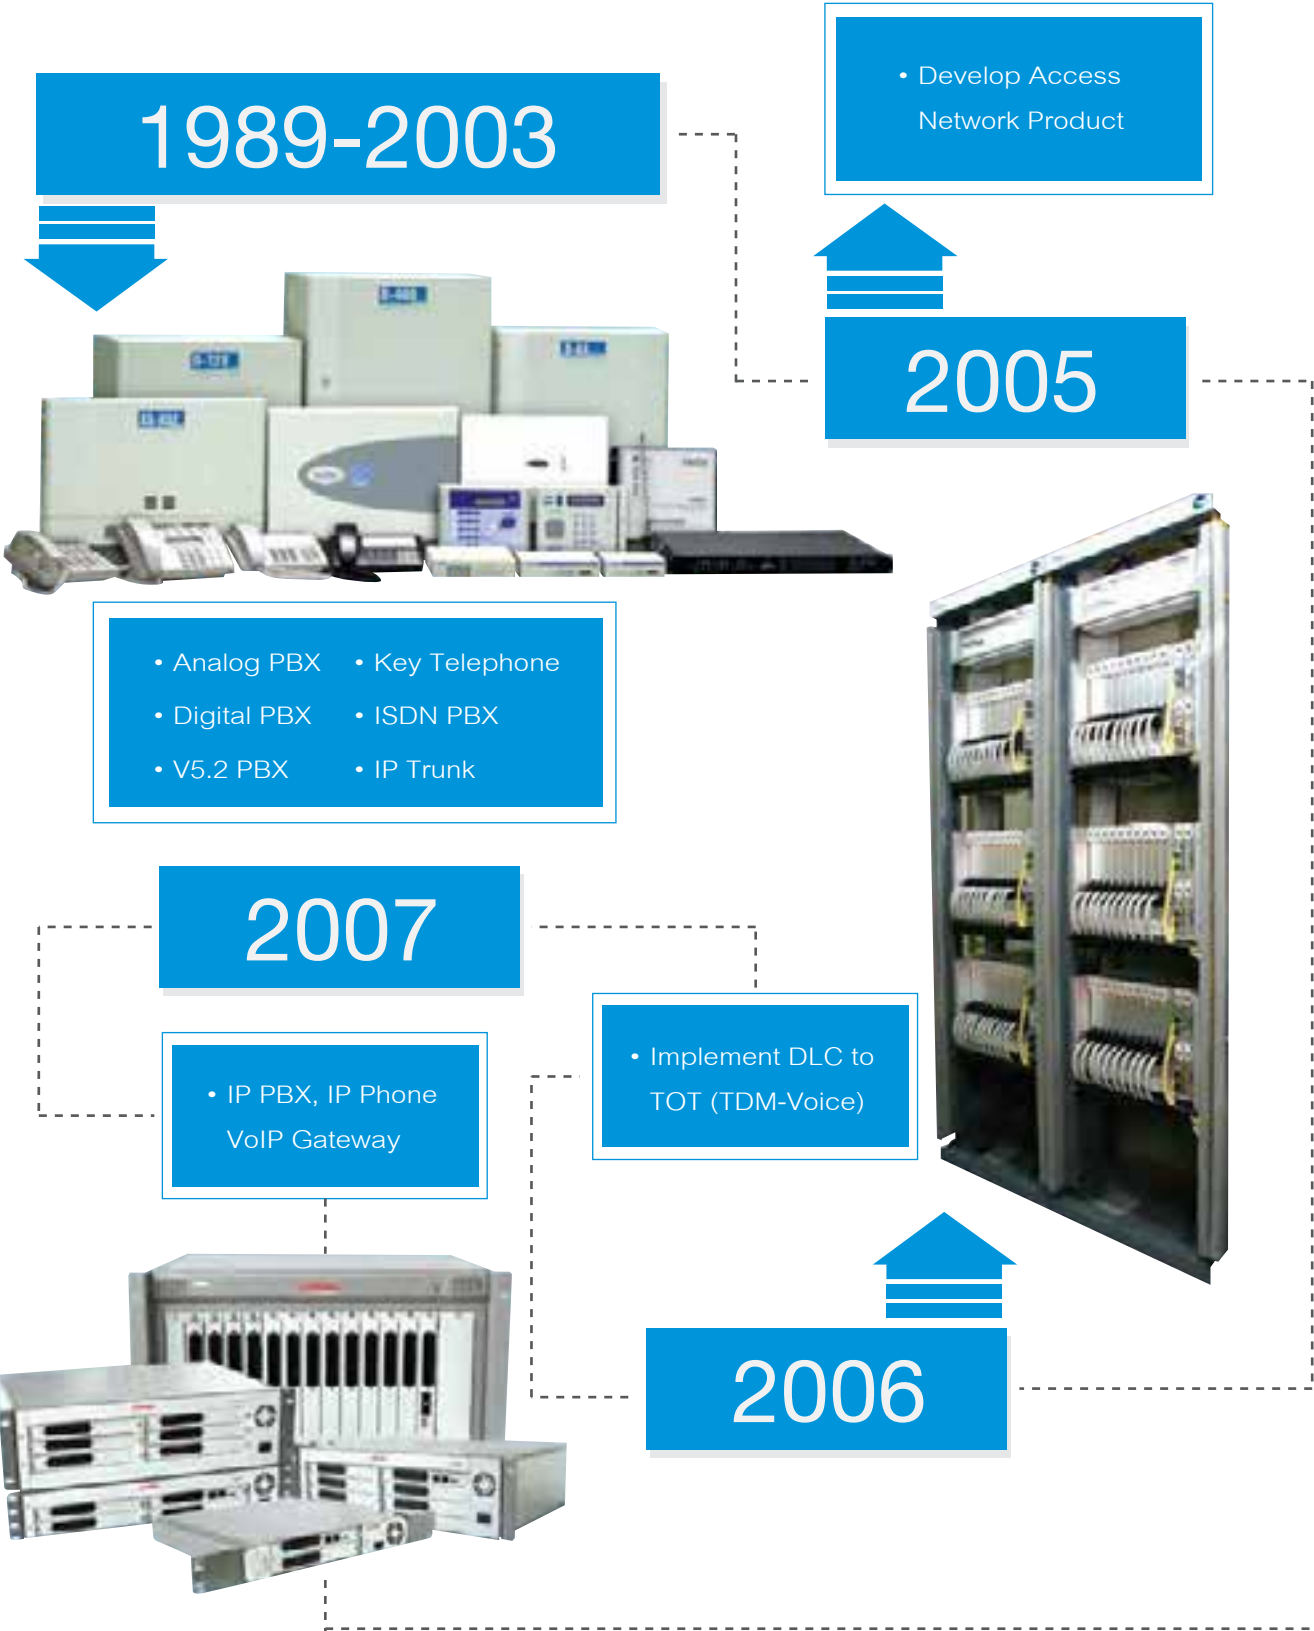 1989-2003
• Analog PBX
• Digital PBX
• V5.2 PBX
• Key Telephone
• ISDN PBX
• IP Trunk
• Develop Access
Network Product
2005
2006
• Implement DLC to
TOT (TDM-Voice)
2007
• IP PBX, IP Phone
VoIP Gateway